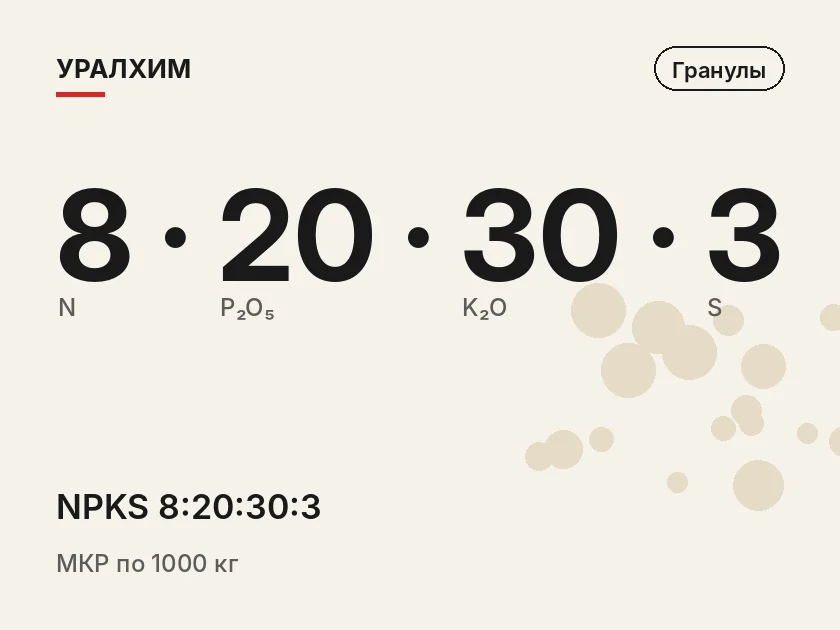 УРАЛХИМ
Гранулы
8 · 20 · 30 · 3
N P₂O₅ K₂O S
NPKS 8:20:30:3
МКР по 1000 кг